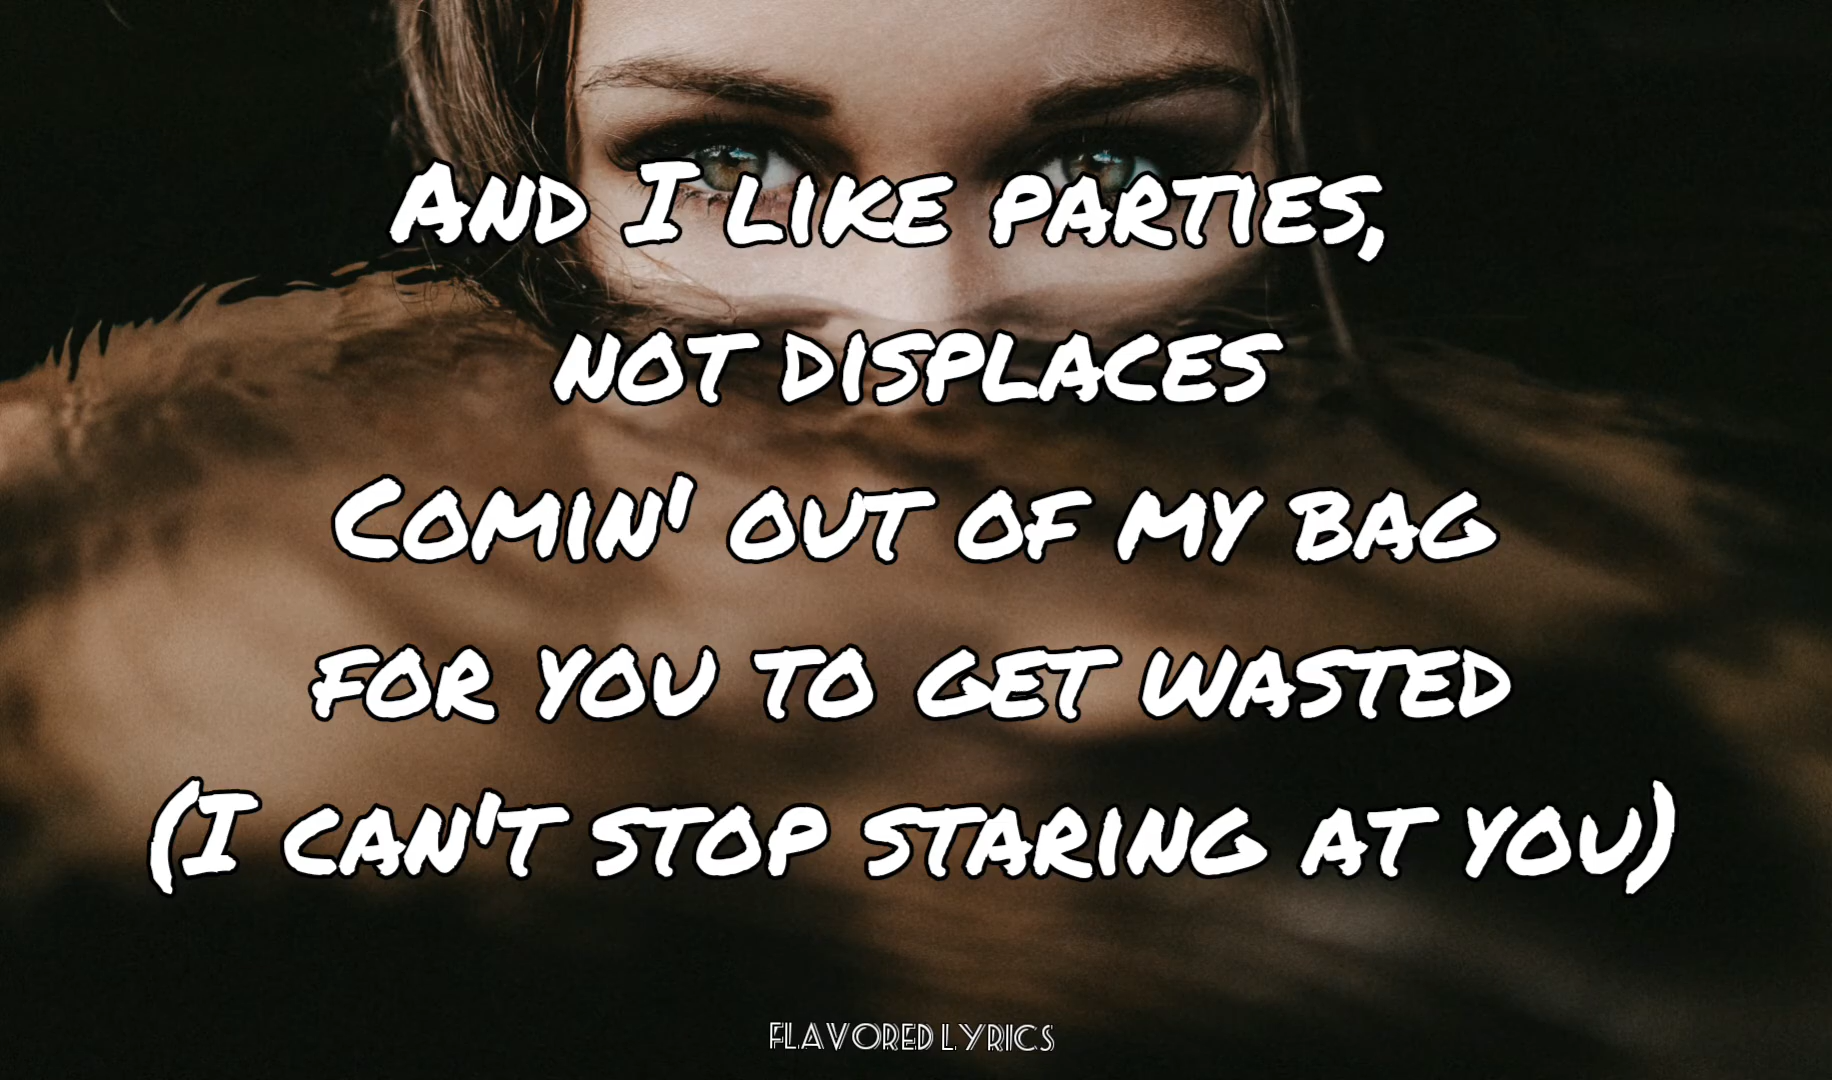 And I like parties,
not displaces
Comin' out of my bag
for you to get wasted
(I can't stop staring at you)
FLAVORED LYRICS